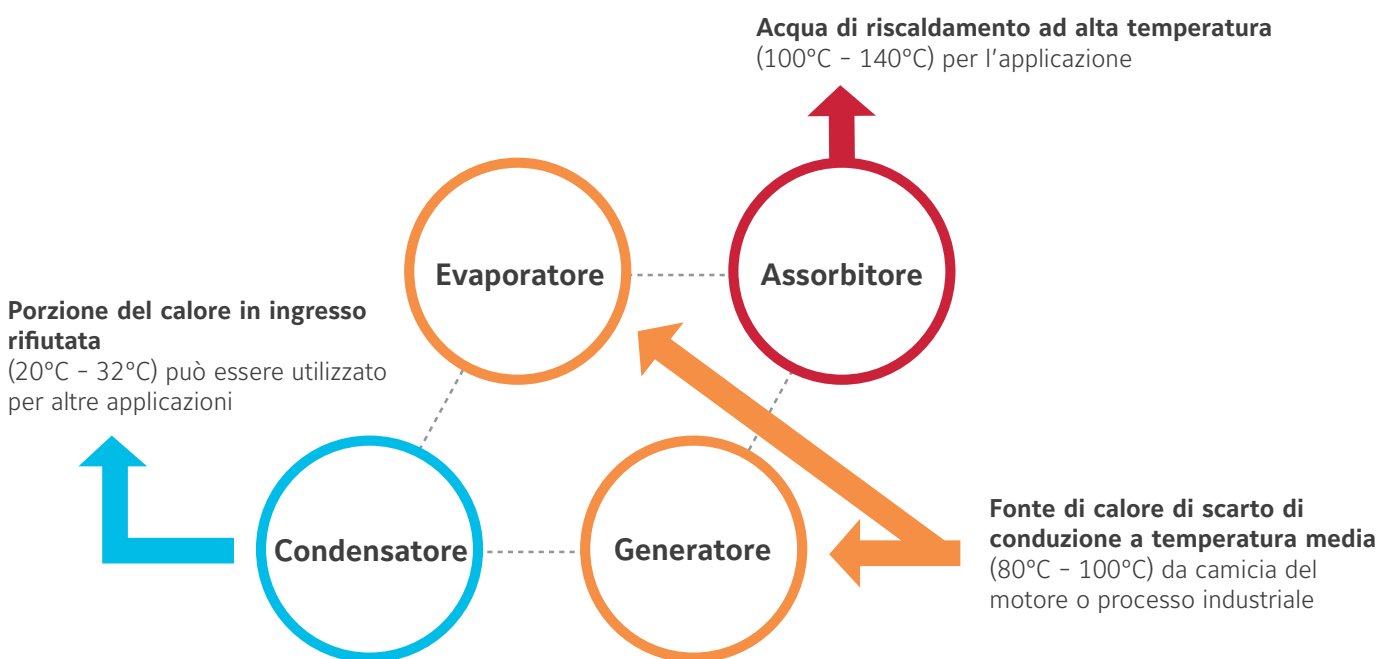 Acqua di riscaldamento ad alta temperatura
(100°C – 140°C) per l'applicazione
Evaporatore
Assorbitore
Porzione del calore in ingresso
rifiutata
(20°C – 32°C) può essere utilizzato
per altre applicazioni
Condensatore
Generatore
Fonte di calore di scarto di
conduzione a temperatura media
(80°C – 100°C) da camicia del
motore o processo industriale